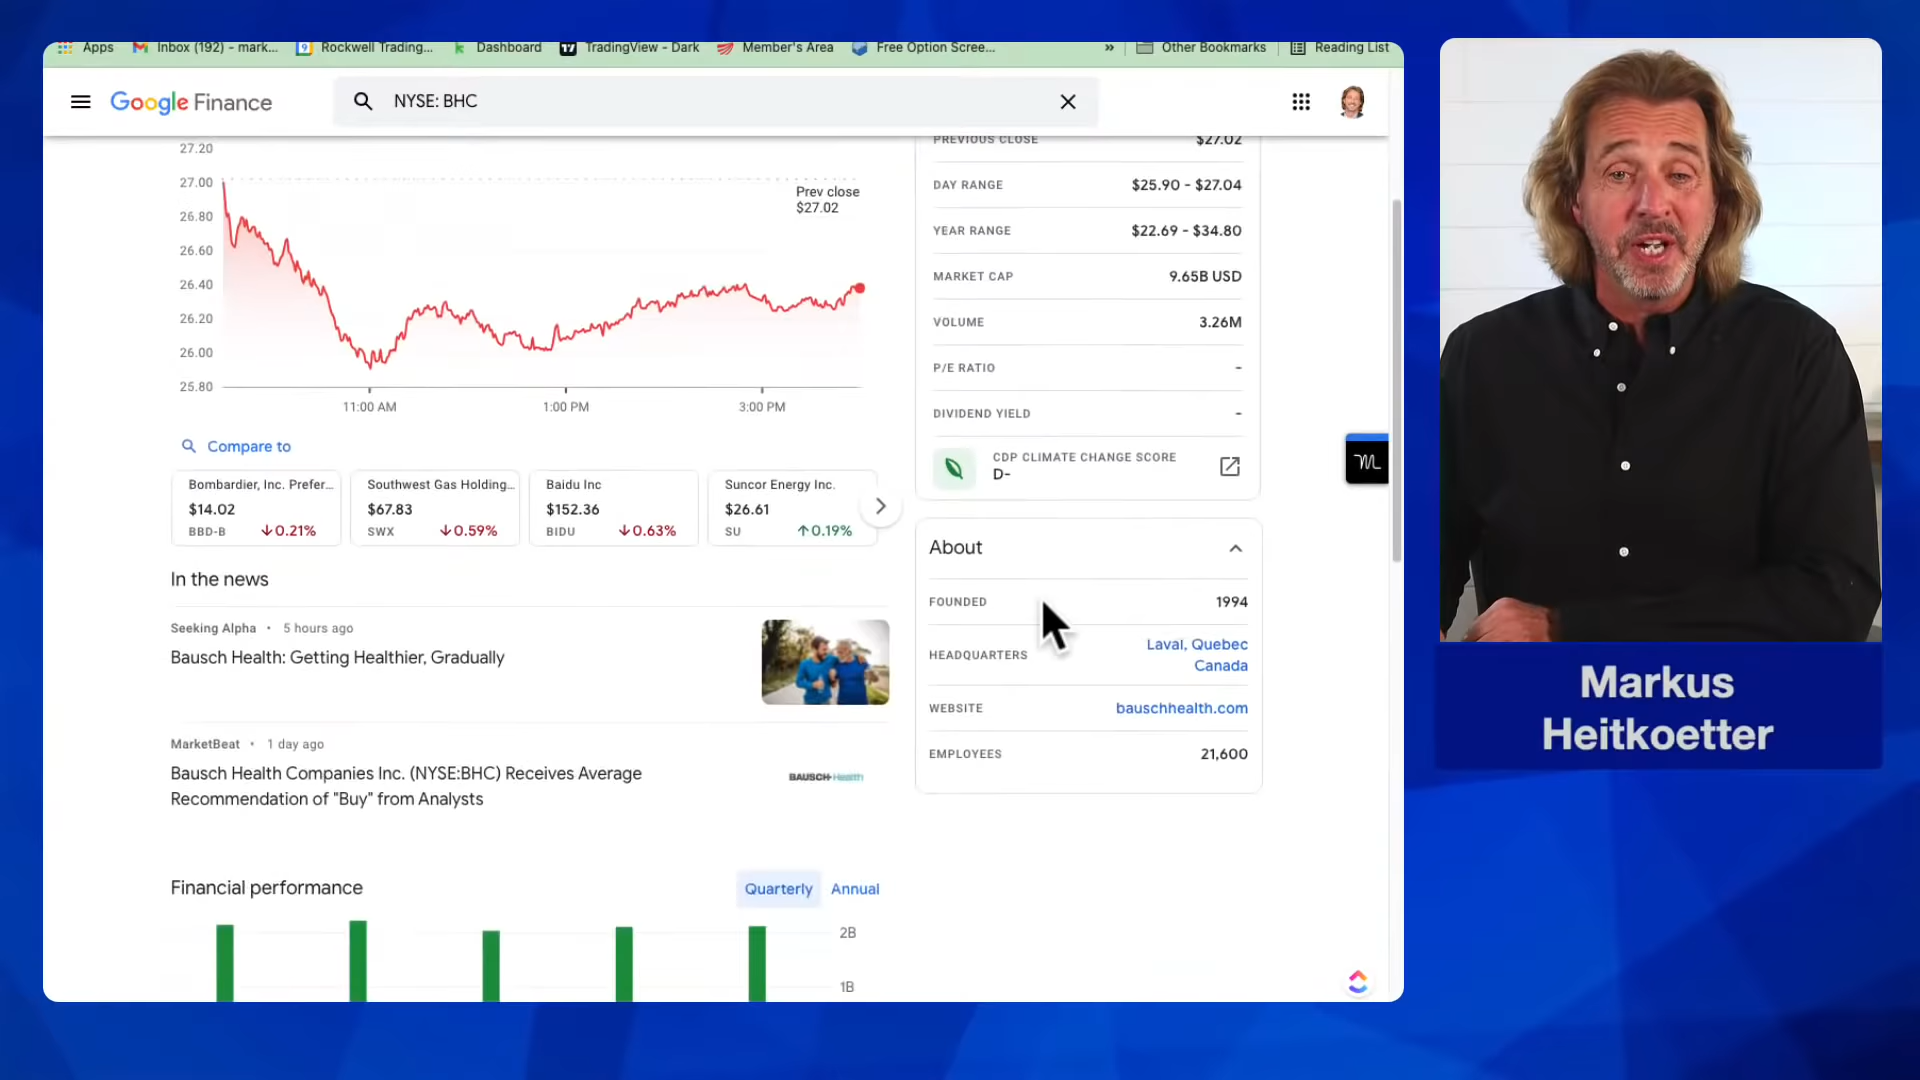 Apps
Inbox (192) - mark...
Rockwell Trading...
Dashboard
TradingView - Dark
Member's Area
Free Option Scree...
»
Other Bookmarks
Reading List
Google Finance
NYSE: BHC
27.20
27.00
26.80
26.60
26.40
26.20
26.00
25.80
Prev close
$27.02
11:00 AM
1:00 PM
3:00 PM
PREVIOUS CLOSE
$27.02
DAY RANGE
$25.90 - $27.04
YEAR RANGE
$22.69 - $34.80
MARKET CAP
9.65B USD
VOLUME
3.26M
P/E RATIO
-
DIVIDEND YIELD
-
CDP CLIMATE CHANGE SCORE
D-
Compare to
Bombardier, Inc. Prefer...
$14.02
BBD-B
↓0.21%
Southwest Gas Holding...
$67.83
SWX
↓0.59%
Baidu Inc
$152.36
BIDU
↓0.63%
Suncor Energy Inc.
$26.61
SU
↑0.19%
In the news
Seeking Alpha • 5 hours ago
Bausch Health: Getting Healthier, Gradually
MarketBeat • 1 day ago
Bausch Health Companies Inc. (NYSE:BHC) Receives Average
Recommendation of "Buy" from Analysts
BAUSCH+Health
About
FOUNDED
1994
HEADQUARTERS
Laval, Quebec
Canada
WEBSITE
bauschhealth.com
EMPLOYEES
21,600
Financial performance
Quarterly
Annual
2B
1B
Markus
Heitkoetter